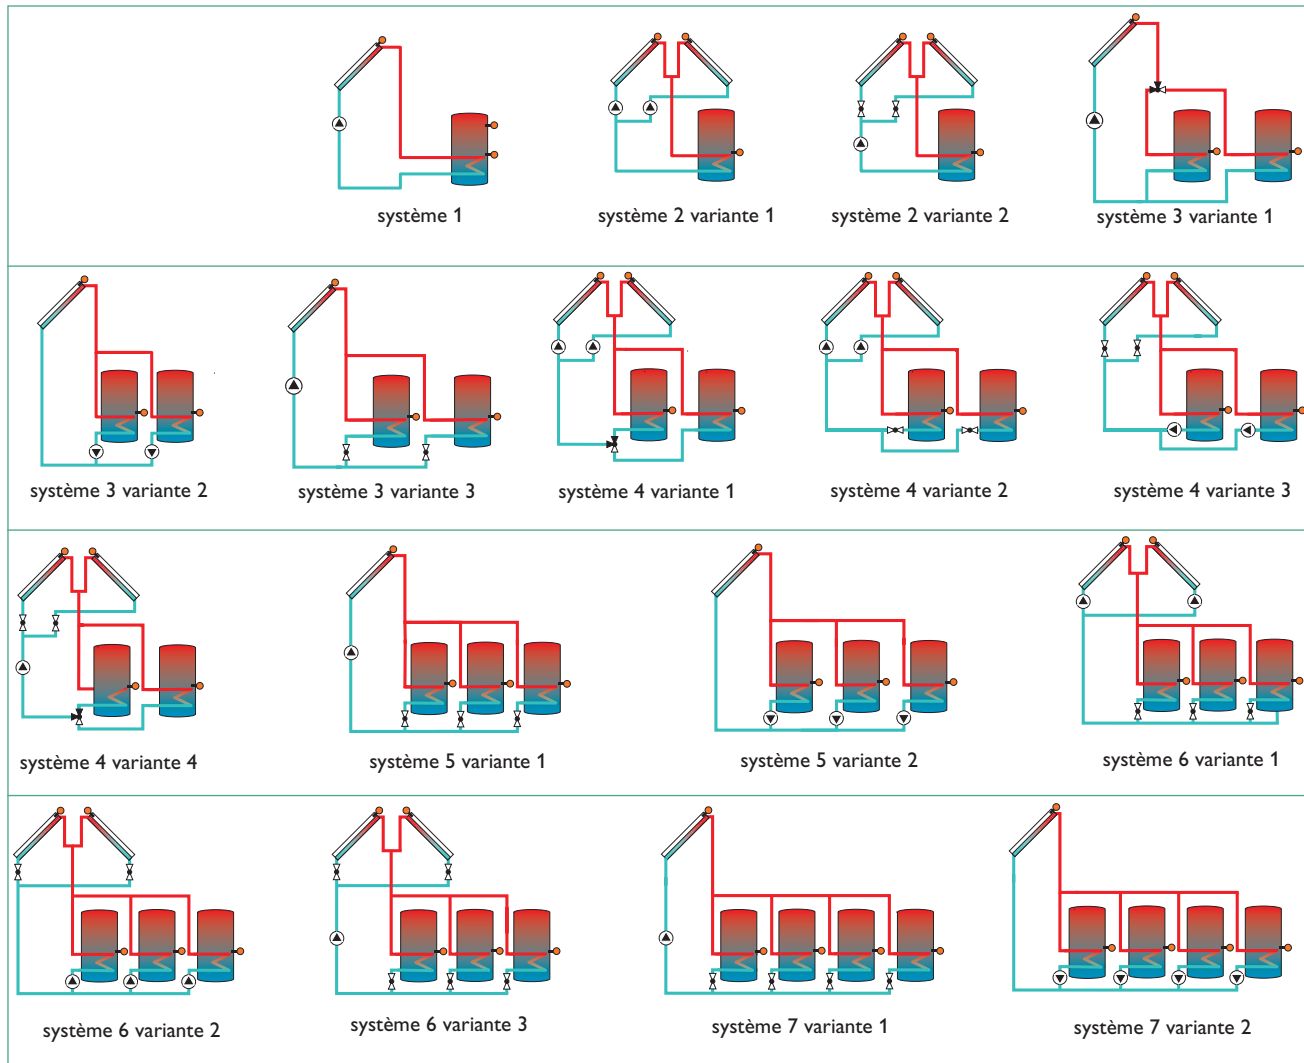 système 1
système 2 variante 1
système 2 variante 2
système 3 variante 1
système 3 variante 2
système 3 variante 3
système 4 variante 1
système 4 variante 2
système 4 variante 3
système 4 variante 4
système 5 variante 1
système 5 variante 2
système 6 variante 1
système 6 variante 2
système 6 variante 3
système 7 variante 1
système 7 variante 2